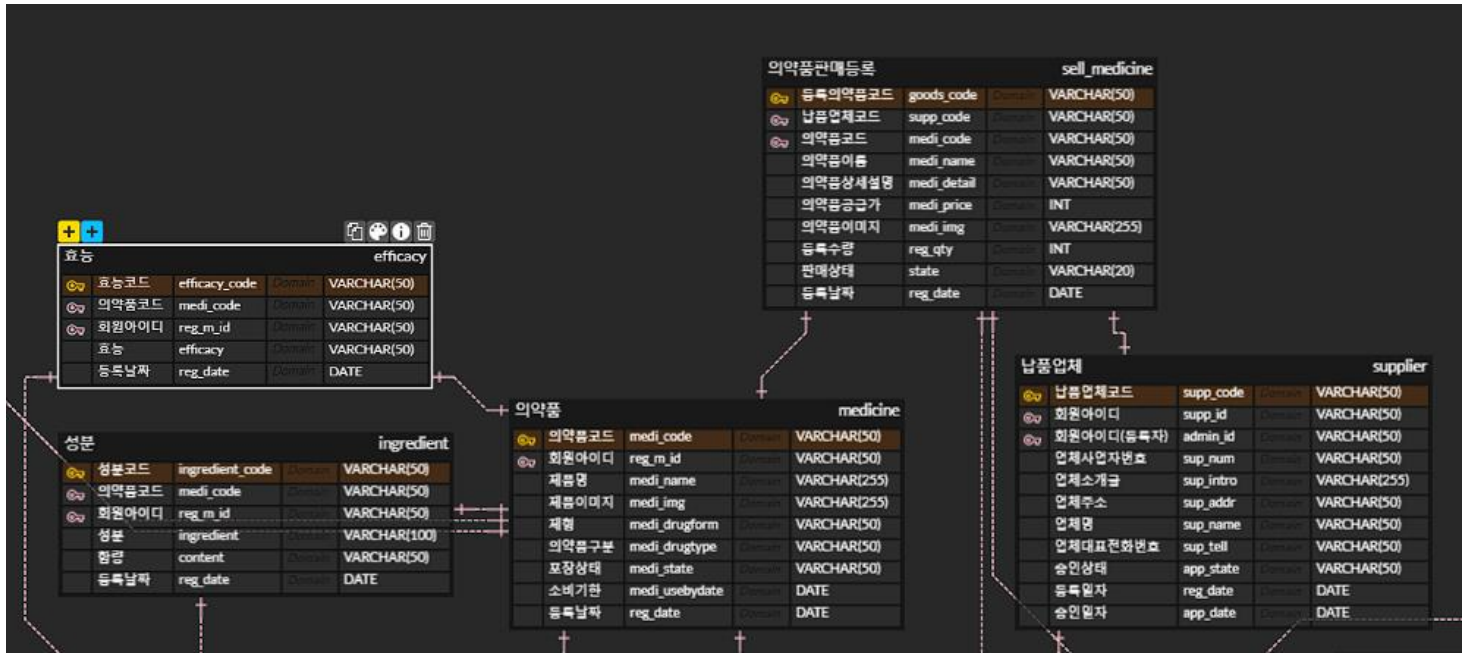 의약품판매등록 sell_medicine
등록의약품코드 goods_code Domain VARCHAR(50)
납품업체코드 supp_code Domain VARCHAR(50)
의약품코드 medi_code Domain VARCHAR(50)
의약품이름 medi_name Domain VARCHAR(50)
의약품상세설명 medi_detail Domain VARCHAR(50)
의약품공급가 medi_price Domain INT
의약품이미지 medi_img Domain VARCHAR(255)
등록수량 reg_qty Domain INT
판매상태 state Domain VARCHAR(20)
등록날짜 reg_date Domain DATE
효능 efficacy
효능코드 efficacy_code Domain VARCHAR(50)
의약품코드 medi_code Domain VARCHAR(50)
회원아이디 reg_m_id Domain VARCHAR(50)
효능 efficacy Domain VARCHAR(50)
등록날짜 reg_date Domain DATE
성분 ingredient
성분코드 ingredient_code Domain VARCHAR(50)
의약품코드 medi_code Domain VARCHAR(50)
회원아이디 reg_m_id Domain VARCHAR(50)
성분 ingredient Domain VARCHAR(100)
함량 content Domain VARCHAR(50)
등록날짜 reg_date Domain DATE
의약품 medicine
의약품코드 medi_code Domain VARCHAR(50)
회원아이디 reg_m_id Domain VARCHAR(50)
제품명 medi_name Domain VARCHAR(255)
제품이미지 medi_img Domain VARCHAR(255)
제형 medi_drugform Domain VARCHAR(50)
의약품구분 medi_drugtype Domain VARCHAR(50)
포장상태 medi_state Domain VARCHAR(50)
소비기한 medi_usebydate Domain DATE
등록날짜 reg_date Domain DATE
납품업체 supplier
납품업체코드 supp_code Domain VARCHAR(50)
회원아이디 supp_id Domain VARCHAR(50)
회원아이디(등록자) admin_id Domain VARCHAR(50)
업체사업자번호 sup_num Domain VARCHAR(50)
업체소개글 sup_intro Domain VARCHAR(255)
업체주소 sup_addr Domain VARCHAR(50)
업체명 sup_name Domain VARCHAR(50)
업체대표전화번호 sup_tell Domain VARCHAR(50)
승인상태 app_state Domain VARCHAR(50)
등록일자 reg_date Domain DATE
승인일자 app_date Domain DATE